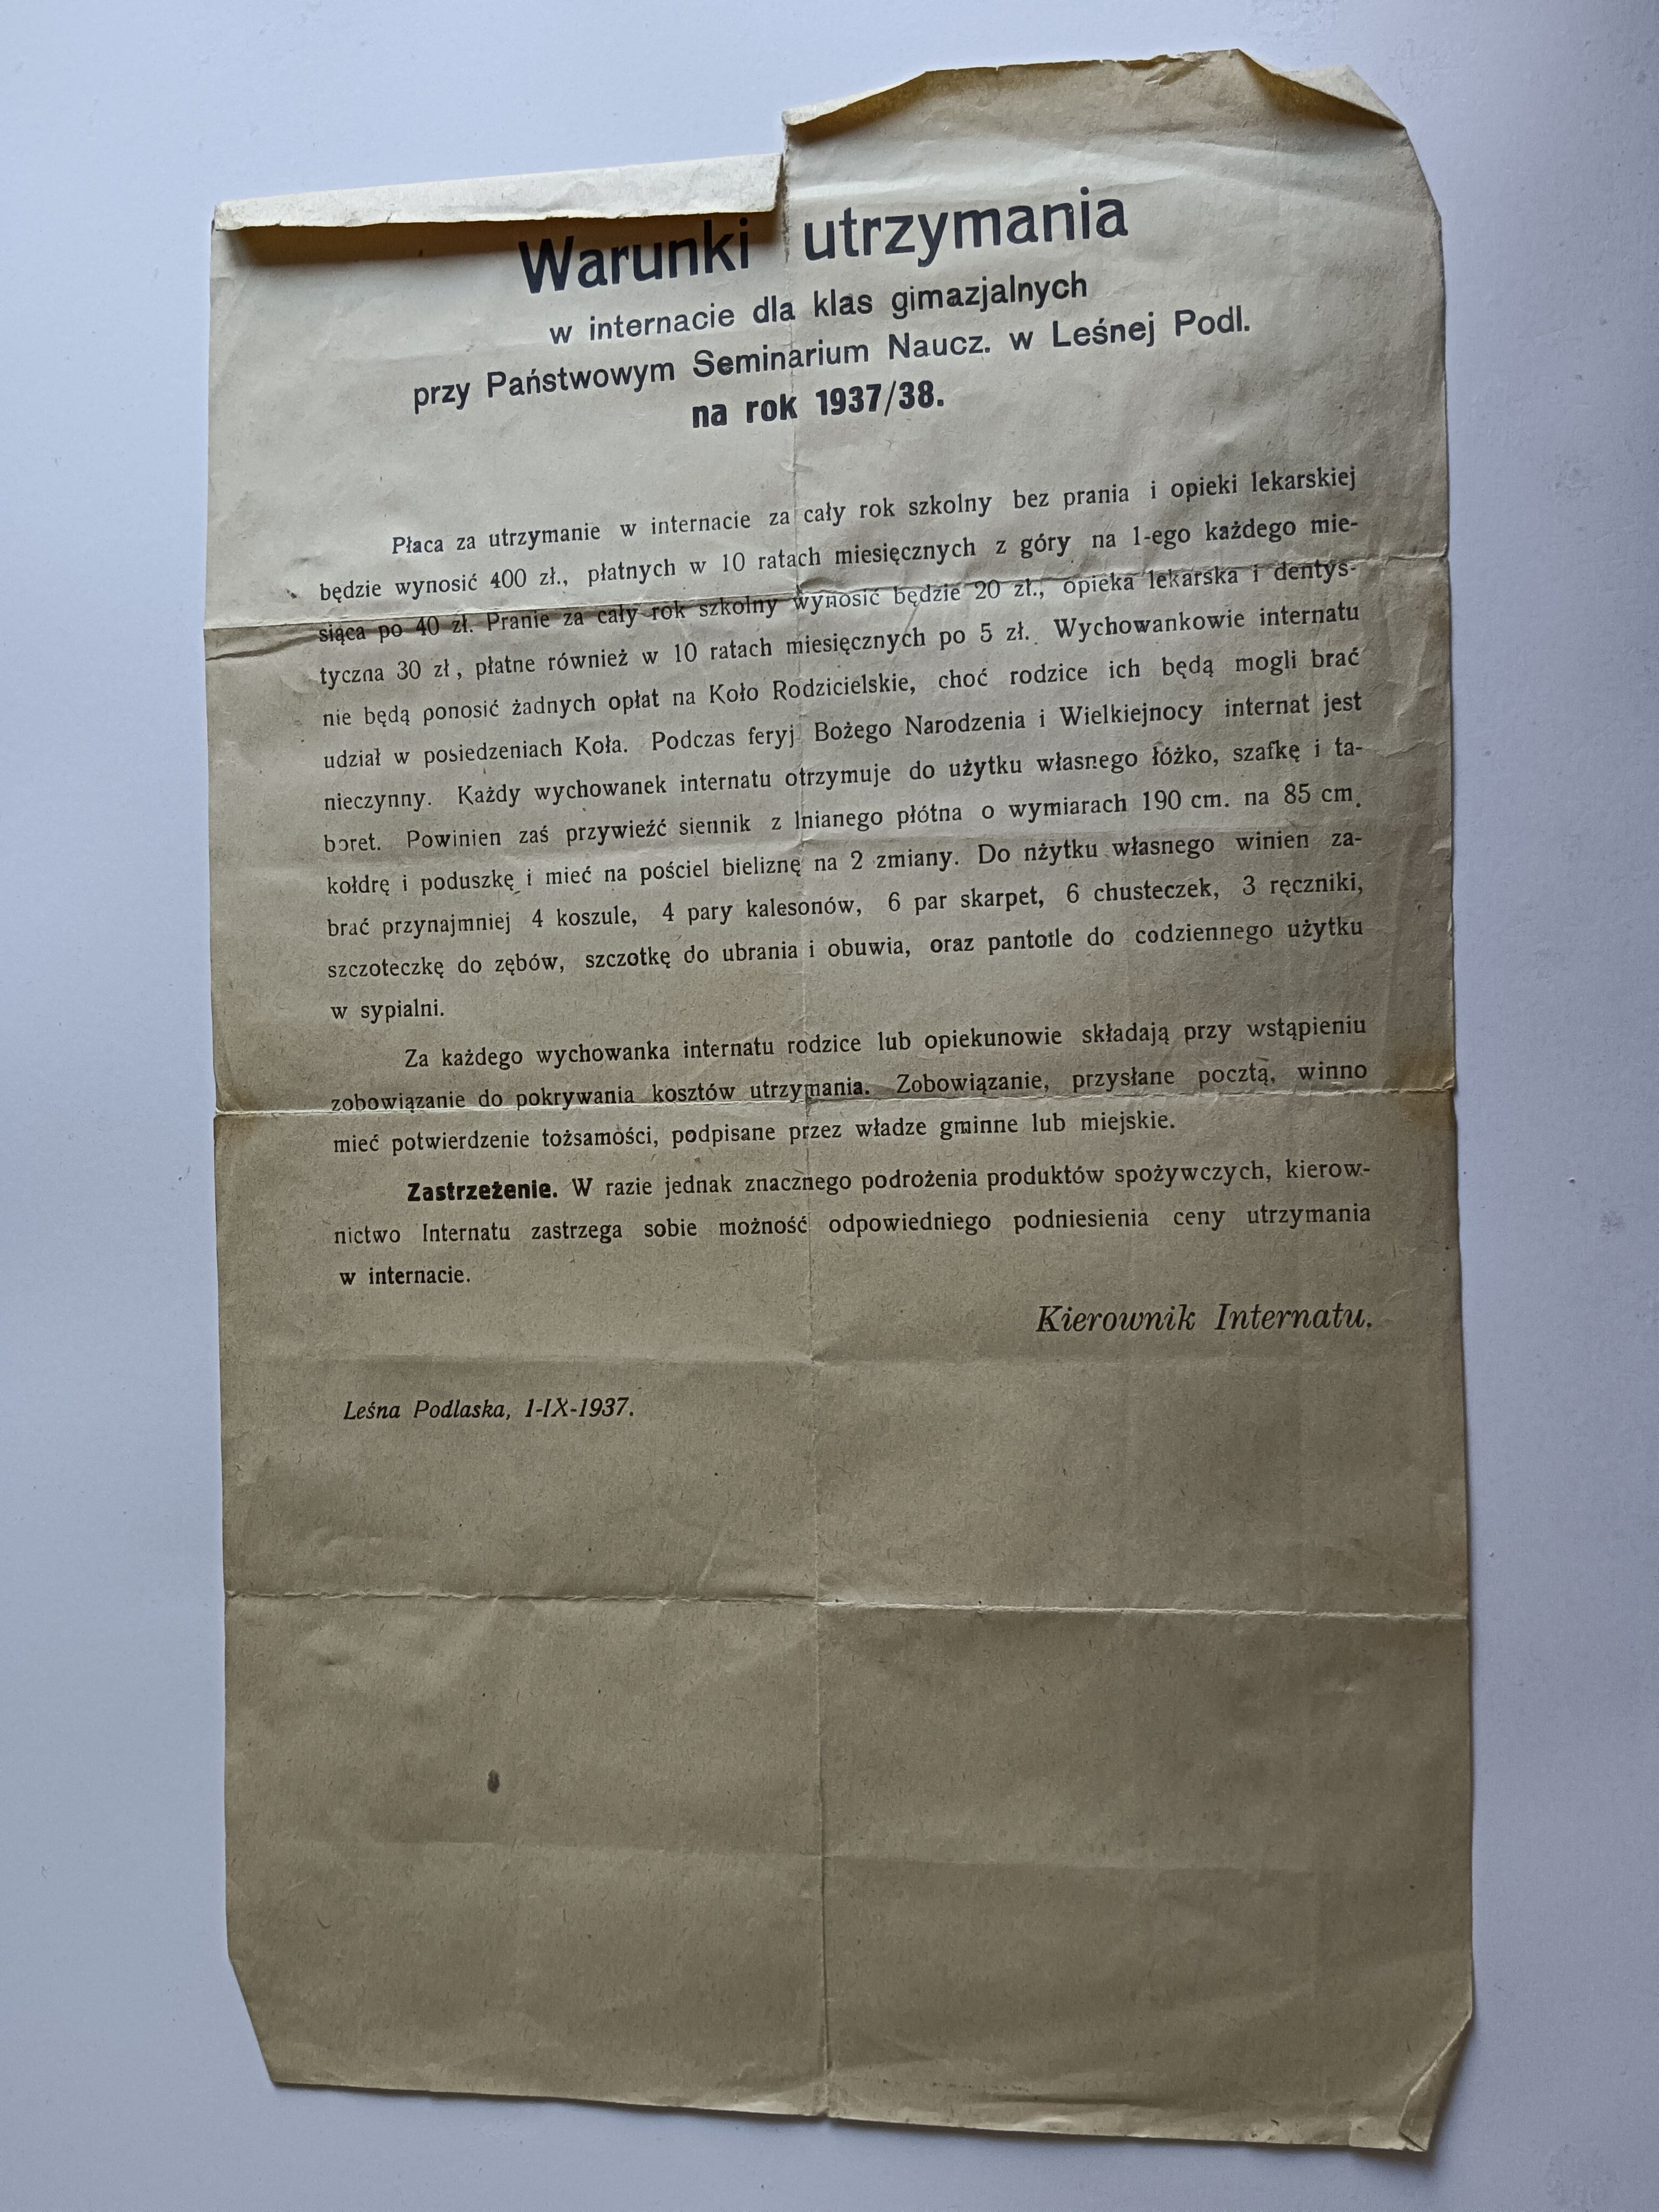 Warunki utrzymania
w internacie dla klas gimazjalnych
przy Państwowym Seminarium Naucz. w Leśnej Podl.
na rok 1937/38.
Płaca za utrzymanie w internacie za cały rok szkolny bez prania i opieki lekarskiej
będzie wynosić 400 zł., płatnych w 10 ratach miesięcznych z góry na 1-ego każdego mie-
siąca po 40 zł. Pranie za cały rok szkolny wynosić będzie 20 zł., opieka lekarska i dentys-
tyczna 30 zł, płatne również w 10 ratach miesięcznych po 5 zł. Wychowankowie internatu
nie będą ponosić żadnych opłat na Koło Rodzicielskie, choć rodzice ich będą mogli brać
udział w posiedzeniach Koła. Podczas feryj Bożego Narodzenia i Wielkiejnocy internat jest
nieczynny. Każdy wychowanek internatu otrzymuje do użytku własnego łóżko, szafkę i ta-
boret. Powinien zaś przywieźć siennik z lnianego płótna o wymiarach 190 cm. na 85 cm.
kołdrę i poduszkę i mieć na pościel bieliznę na 2 zmiany. Do nżytku własnego winien za-
brać przynajmniej 4 koszule, 4 pary kalesonów, 6 par skarpet, 6 chusteczek, 3 ręczniki,
szczoteczkę do zębów, szczotkę do ubrania i obuwia, oraz pantofle do codziennego użytku
w sypialni.
Za każdego wychowanka internatu rodzice lub opiekunowie składają przy wstąpieniu
zobowiązanie do pokrywania kosztów utrzymania. Zobowiązanie, przysłane pocztą, winno
mieć potwierdzenie tożsamości, podpisane przez władze gminne lub miejskie.
Zastrzeżenie. W razie jednak znacznego podrożenia produktów spożywczych, kierow-
nictwo Internatu zastrzega sobie możność odpowiedniego podniesienia ceny utrzymania
w internacie.
Kierownik Internatu.
Leśna Podlaska, 1-IX-1937.